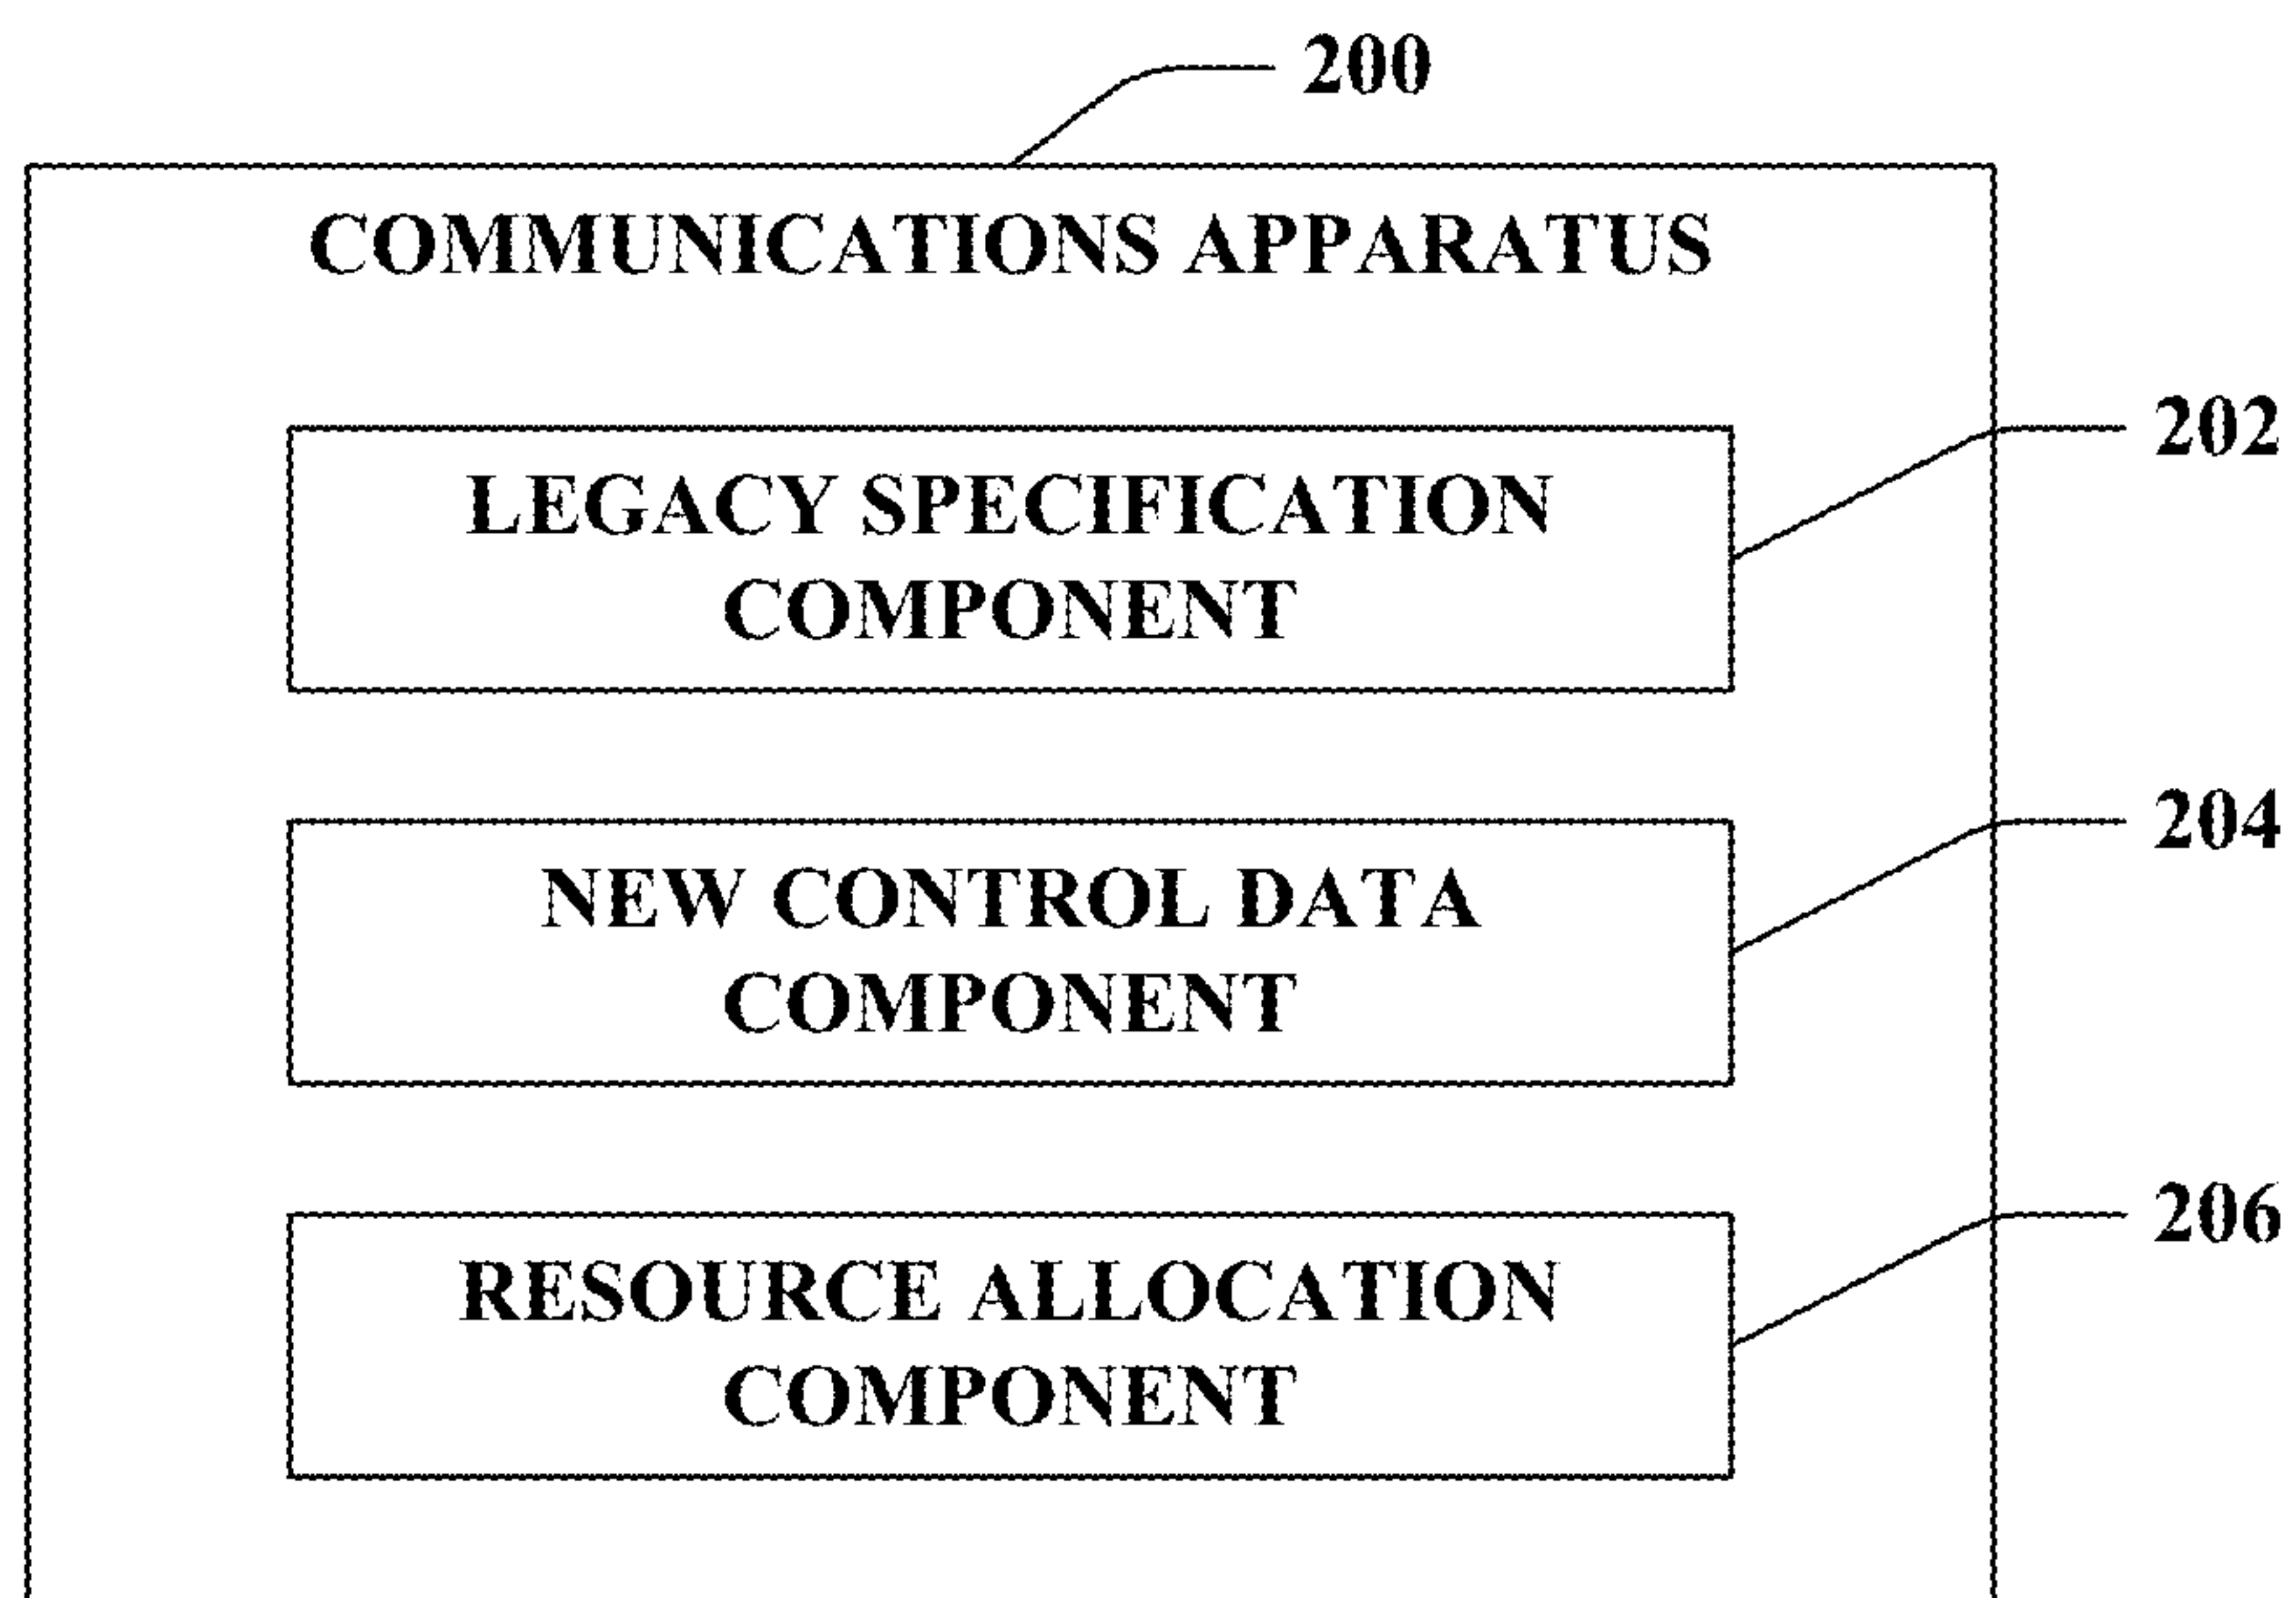 200
COMMUNICATIONS APPARATUS
202
LEGACY SPECIFICATION
COMPONENT
204
NEW CONTROL DATA
COMPONENT
206
RESOURCE ALLOCATION
COMPONENT